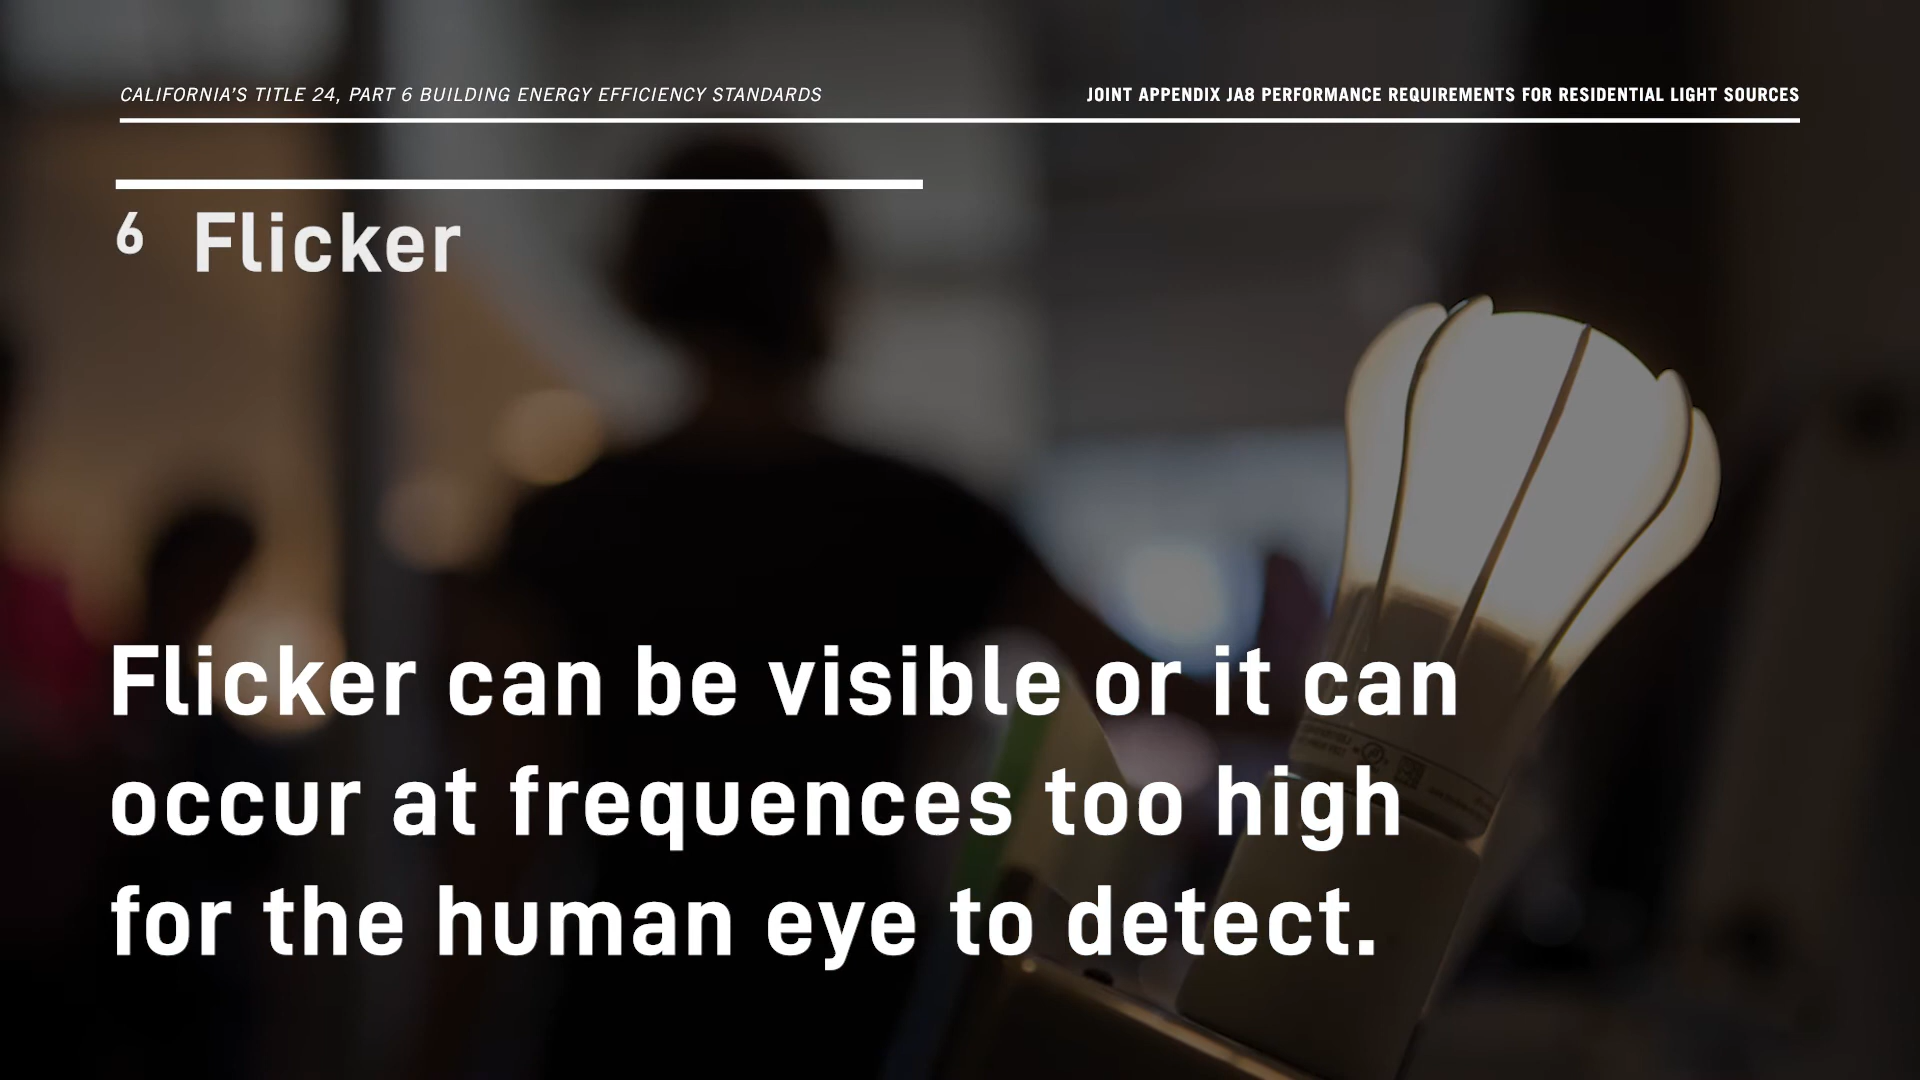 CALIFORNIA'S TITLE 24, PART 6 BUILDING ENERGY EFFICIENCY STANDARDS
JOINT APPENDIX JA8 PERFORMANCE REQUIREMENTS FOR RESIDENTIAL LIGHT SOURCES
6 Flicker
Flicker can be visible or it can
occur at frequences too high
for the human eye to detect.